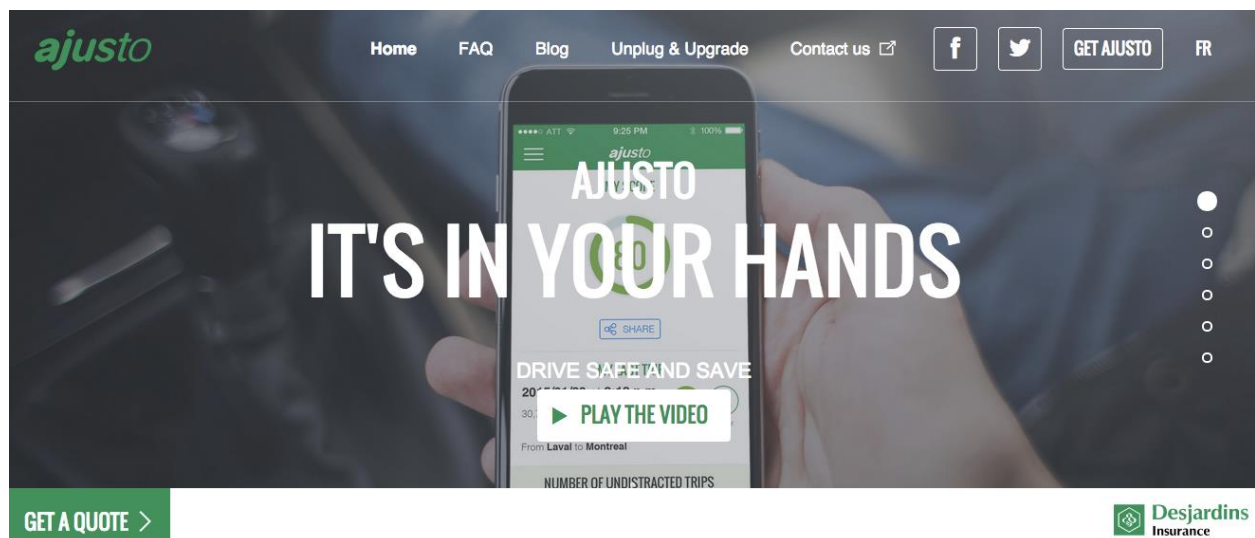 ajusto
Home FAQ Blog Unplug & Upgrade Contact us GET AJUSTO FR
ATT 9:25 PM 100%
ajusto
AJUSTO
IT'S IN YOUR HANDS
80
SHARE
DRIVE SAFE AND SAVE
PLAY THE VIDEO
From Laval to Montreal
NUMBER OF UNDISTRACTED TRIPS
GET A QUOTE
Desjardins
Insurance